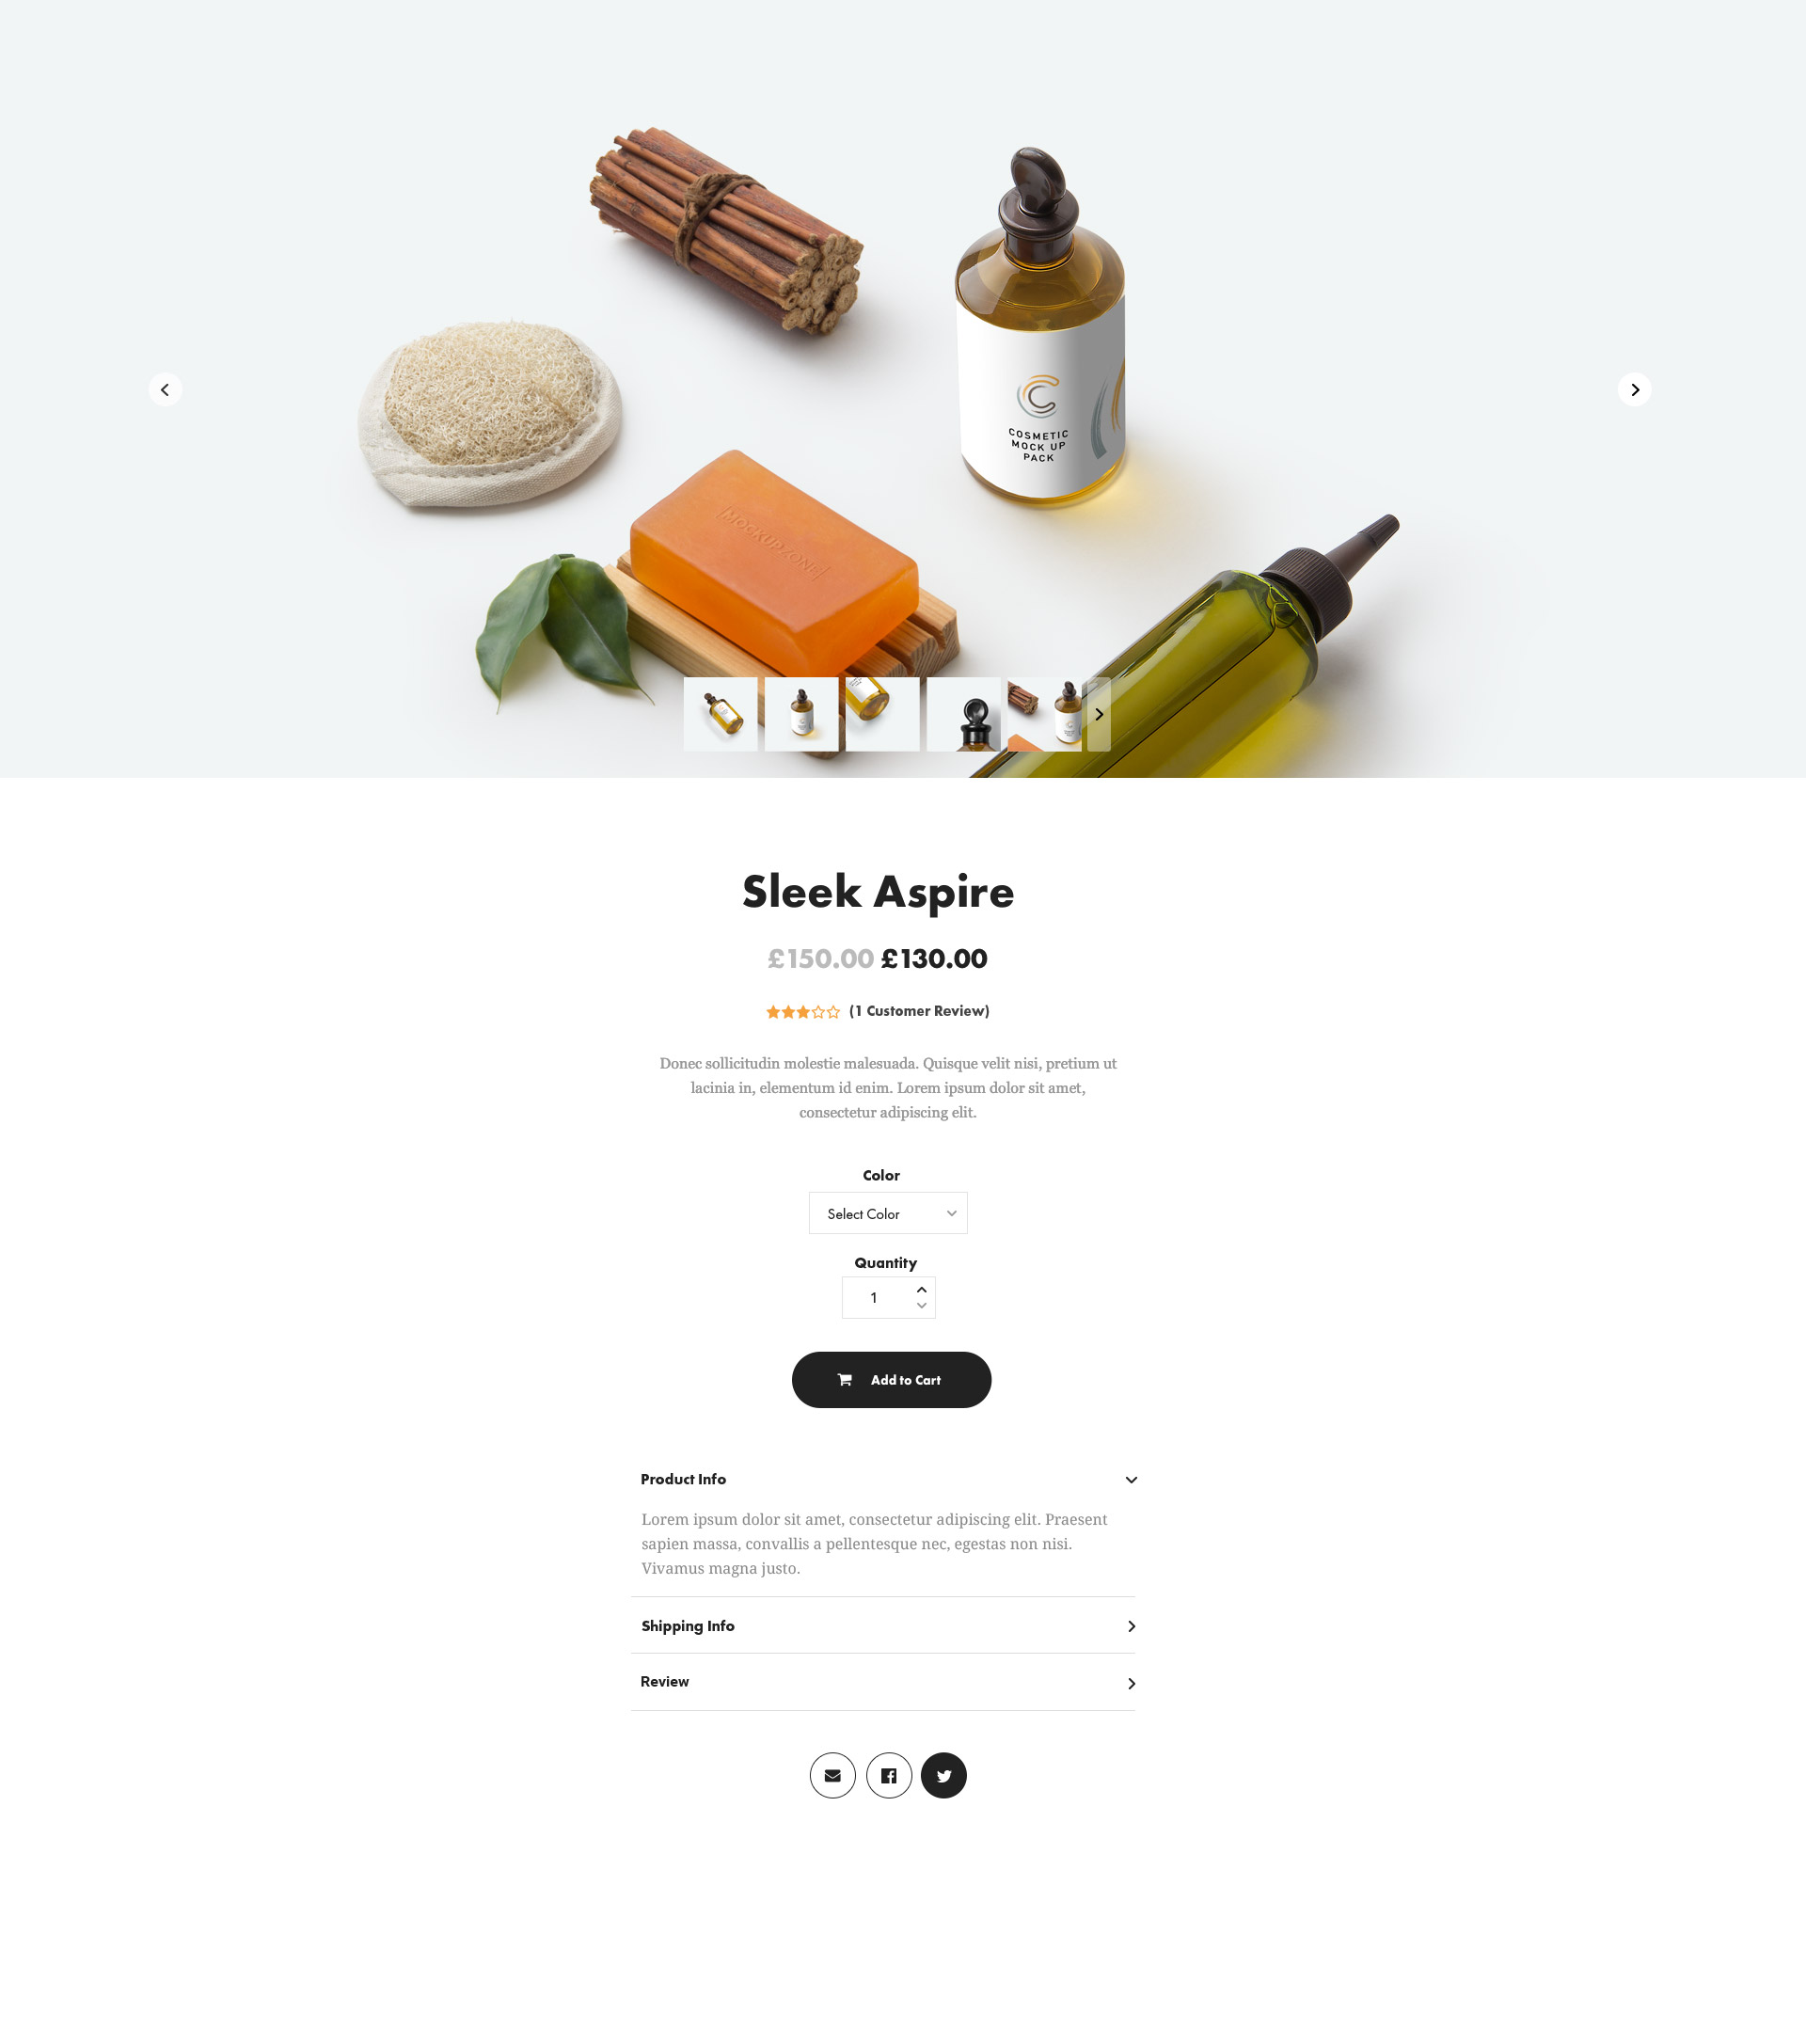 COSMETIC
MOCK UP
PACK
MOCKUP ZONE
Sleek Aspire
£150.00 £130.00
(1 Customer Review)
Donec sollicitudin molestie malesuada. Quisque velit nisi, pretium ut
lacinia in, elementum id enim. Lorem ipsum dolor sit amet,
consectetur adipiscing elit.
Color
Select Color
Quantity
1
Add to Cart
Product Info
Lorem ipsum dolor sit amet, consectetur adipiscing elit. Praesent
sapien massa, convallis a pellentesque nec, egestas non nisi.
Vivamus magna justo.
Shipping Info
Review